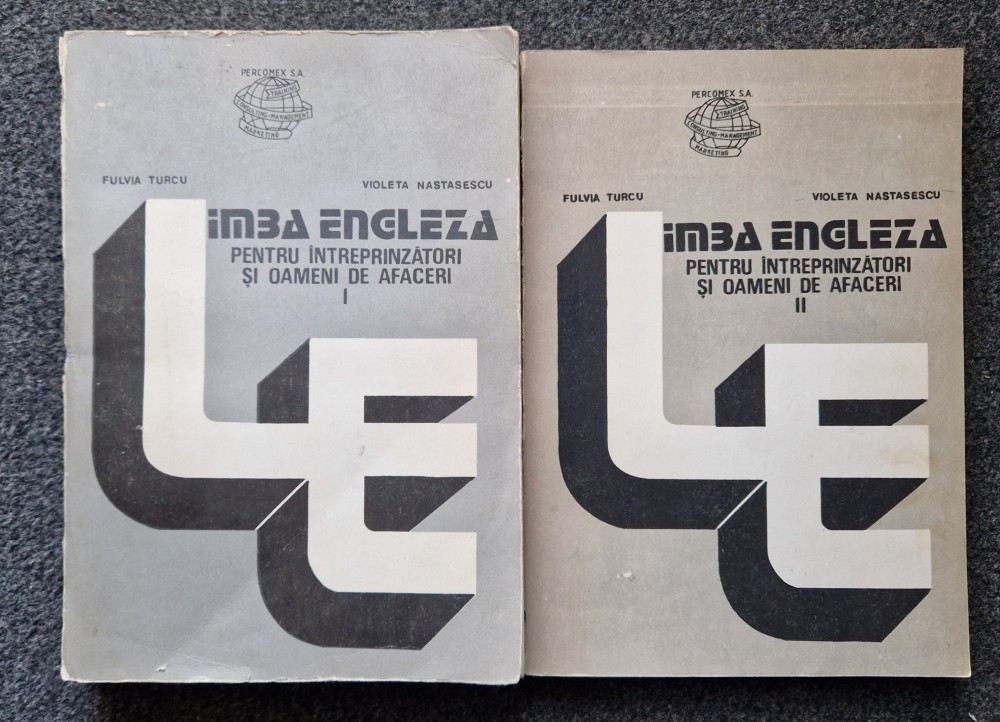 PERCOMEX S.A.
TRAINING
CONSULTING-MANAGEMENT
MARKETING
FULVIA TURCU
VIOLETA NASTASESCU
LIMBA ENGLEZA
PENTRU ÎNTREPRINZĂTORI
ȘI OAMENI DE AFACERI
I
LE
PERCOMEX S.A.
TRAINING
CONSULTING-MANAGEMENT
MARKETING
FULVIA TURCU
VIOLETA NASTASESCU
LIMBA ENGLEZA
PENTRU ÎNTREPRINZĂTORI
ȘI OAMENI DE AFACERI
II
LE